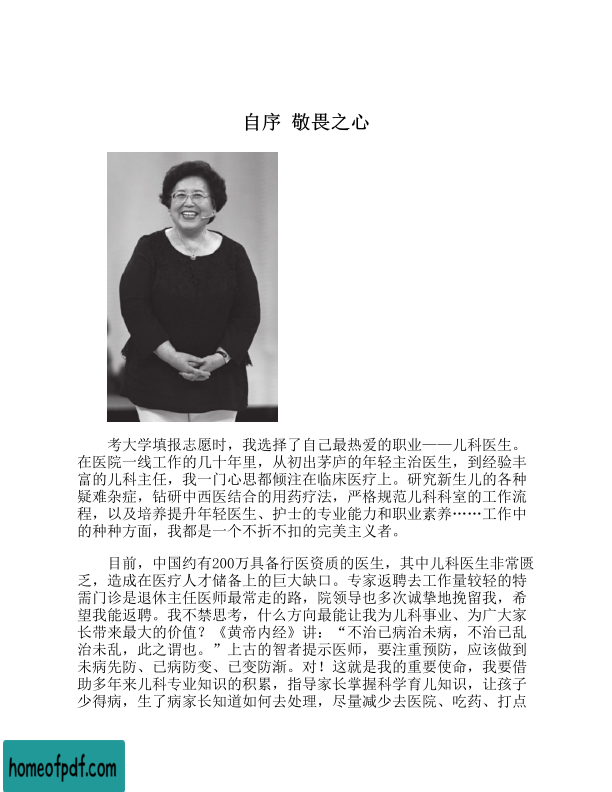 自序 敬畏之心
考大学填报志愿时，我选择了自己最热爱的职业——儿科医生。
在医院一线工作的几十年里，从初出茅庐的年轻主治医生，到经验丰
富的儿科主任，我一门心思都倾注在临床医疗上。研究新生儿的各种
疑难杂症，钻研中西医结合的用药疗法，严格规范儿科科室的工作流
程，以及培养提升年轻医生、护士的专业能力和职业素养……工作中
的种种方面，我都是一个不折不扣的完美主义者。
目前，中国约有200万具备行医资质的医生，其中儿科医生非常匮
乏，造成在医疗人才储备上的巨大缺口。专家返聘去工作量较轻的特
需门诊是退休主任医师最常走的路，院领导也多次诚挚地挽留我，希
望我能返聘。我不禁思考，什么方向最能让我为儿科事业、为广大家
长带来最大的价值？《黄帝内经》讲：“不治已病治未病，不治已乱
治未乱，此之谓也。”上古的智者提示医师，要注重预防，应该做到
未病先防、已病防变、已变防渐。对！这就是我的重要使命，我要借
助多年来儿科专业知识的积累，指导家长掌握科学育儿知识，让孩子
少得病，生了病家长知道如何去处理，尽量减少去医院、吃药、打点
homeofpdf.com